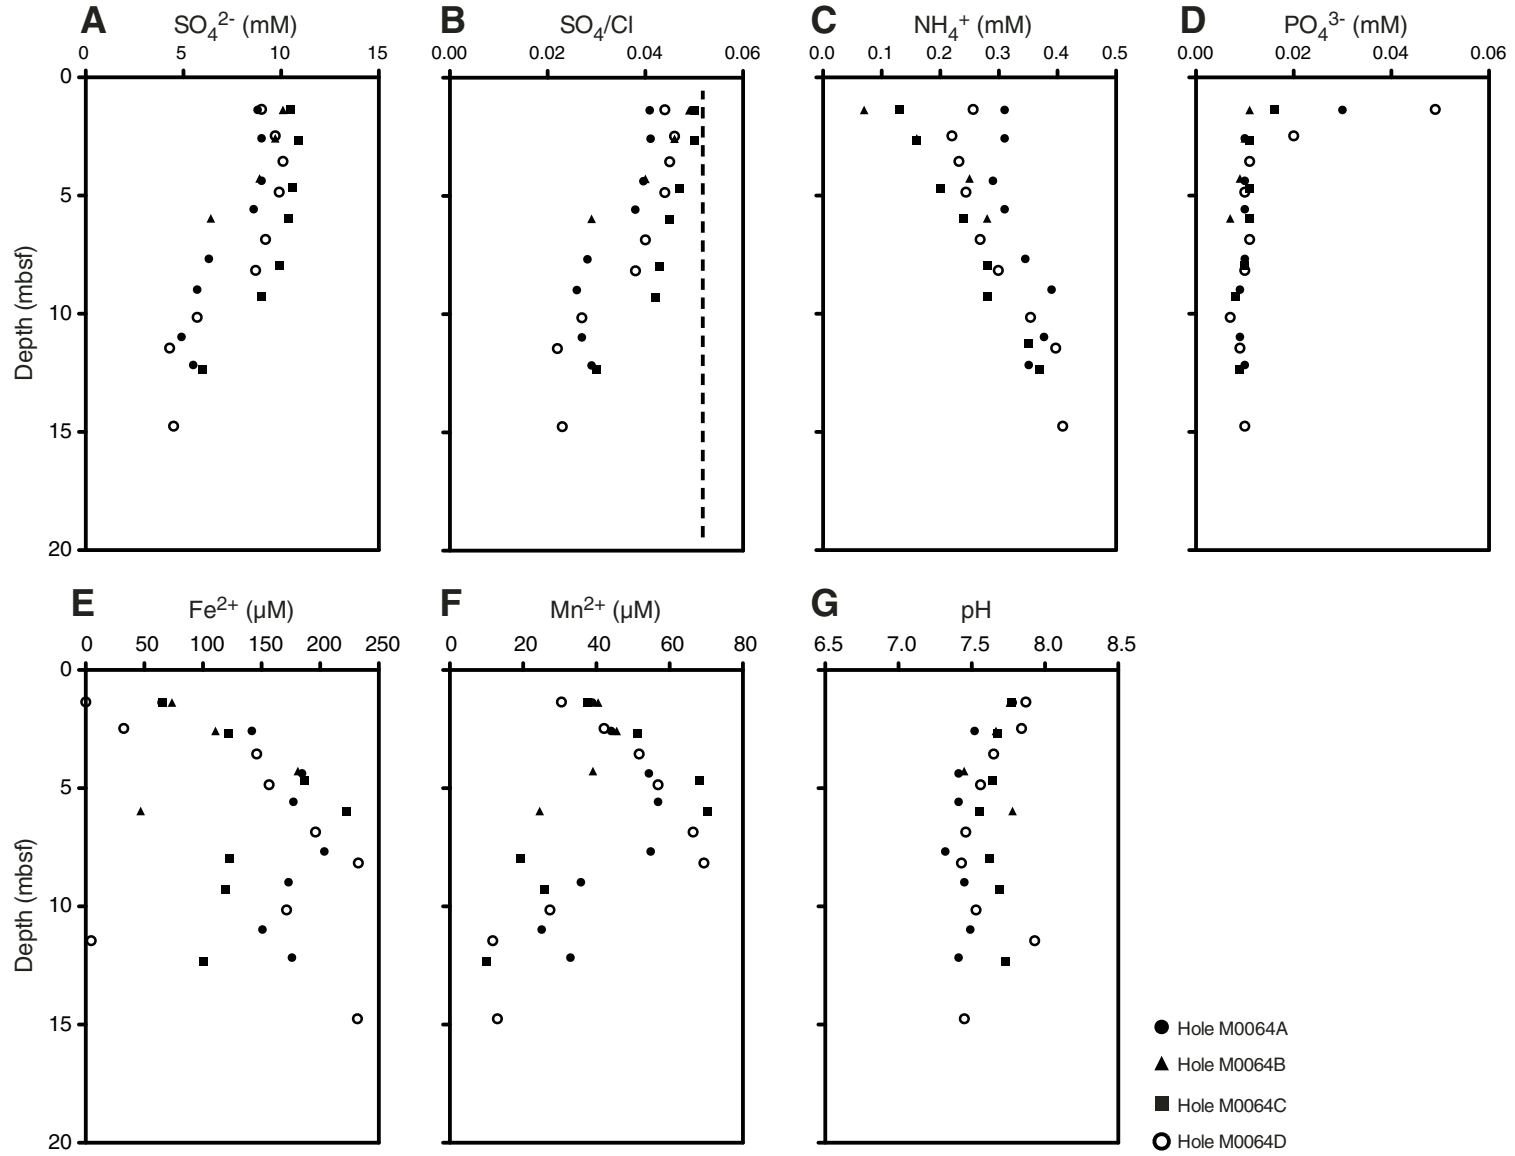 A SO₄²⁻ (mM) B SO₄/Cl C NH₄⁺ (mM) D PO₄³⁻ (mM)
0 5 10 15 0.00 0.02 0.04 0.06 0.0 0.1 0.2 0.3 0.4 0.5 0.00 0.02 0.04 0.06
0
5
10
15
20
Depth (mbsf)
E Fe²⁺ (µM) F Mn²⁺ (µM) G pH
0 50 100 150 200 250 0 20 40 60 80 6.5 7.0 7.5 8.0 8.5
0
5
10
15
20
Depth (mbsf)
Hole M0064A
Hole M0064B
Hole M0064C
Hole M0064D